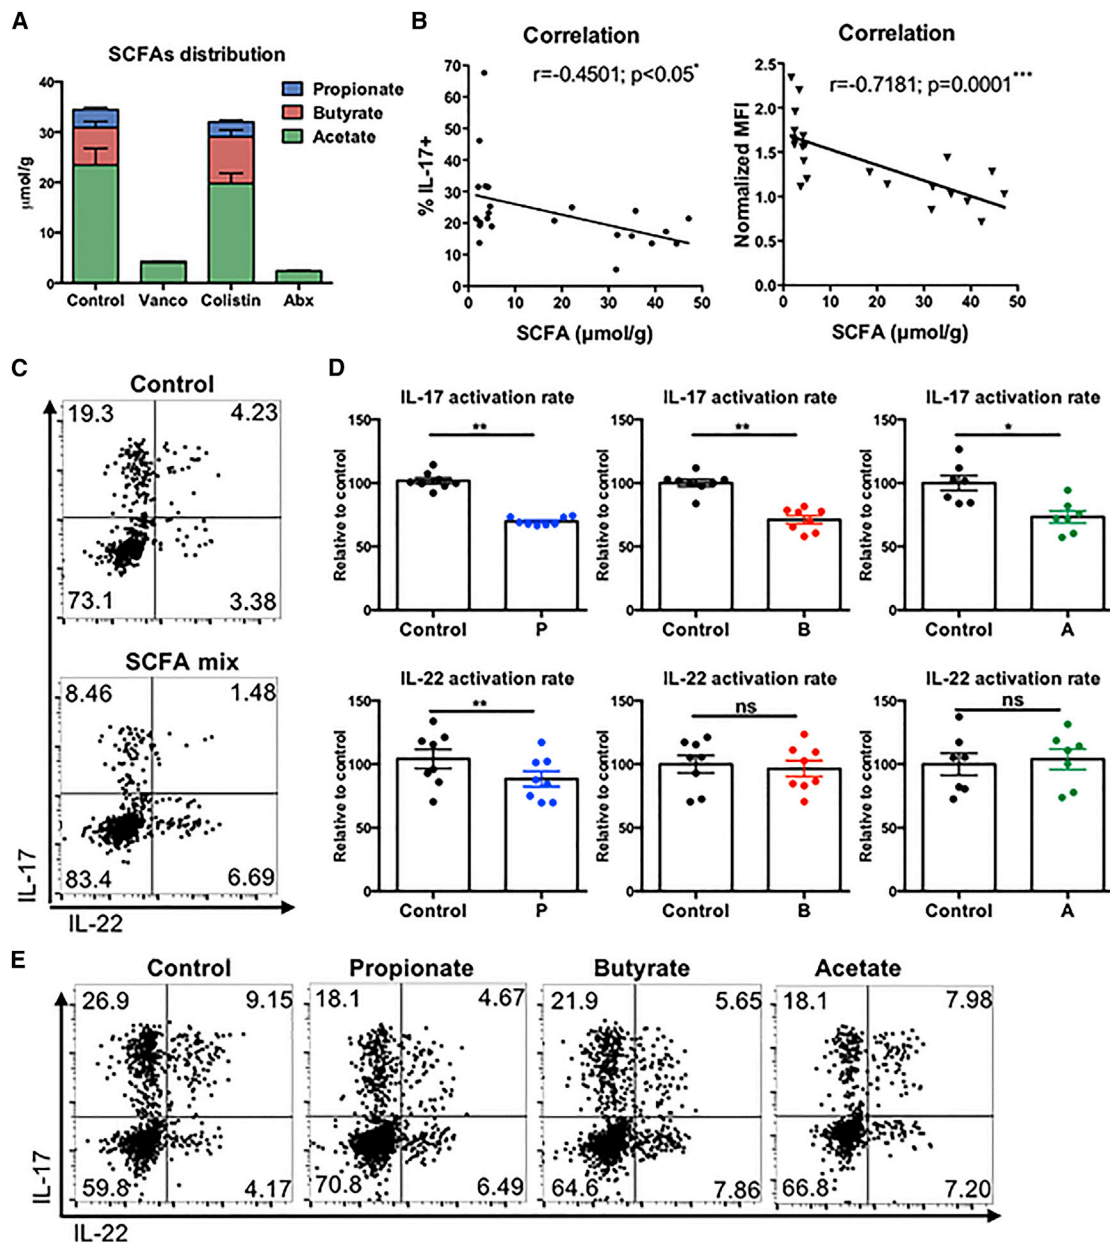 A
SCFAs distribution
40
30
20
10
0
μmol/g
Propionate
Butyrate
Acetate
Control Vanco Colistin Abx
B
Correlation
r=-0.4501; p<0.05*
70
60
50
40
30
20
10
0
% IL-17+
0 10 20 30 40 50
SCFA (μmol/g)
Correlation
r=-0.7181; p=0.0001***
2.5
2.0
1.5
1.0
0.5
0.0
Normalized MFI
0 10 20 30 40 50
SCFA (μmol/g)
C
Control
19.3 4.23
73.1 3.38
SCFA mix
8.46 1.48
83.4 6.69
IL-17
IL-22
D
IL-17 activation rate
**
150
100
50
0
Relative to control
Control P
IL-17 activation rate
**
150
100
50
0
Relative to control
Control B
IL-17 activation rate
*
150
100
50
0
Relative to control
Control A
IL-22 activation rate
**
150
100
50
0
Relative to control
Control P
IL-22 activation rate
ns
150
100
50
0
Relative to control
Control B
IL-22 activation rate
ns
150
100
50
0
Relative to control
Control A
E
Control
26.9 9.15
59.8 4.17
Propionate
18.1 4.67
70.8 6.49
Butyrate
21.9 5.65
64.6 7.86
Acetate
18.1 7.98
66.8 7.20
IL-17
IL-22